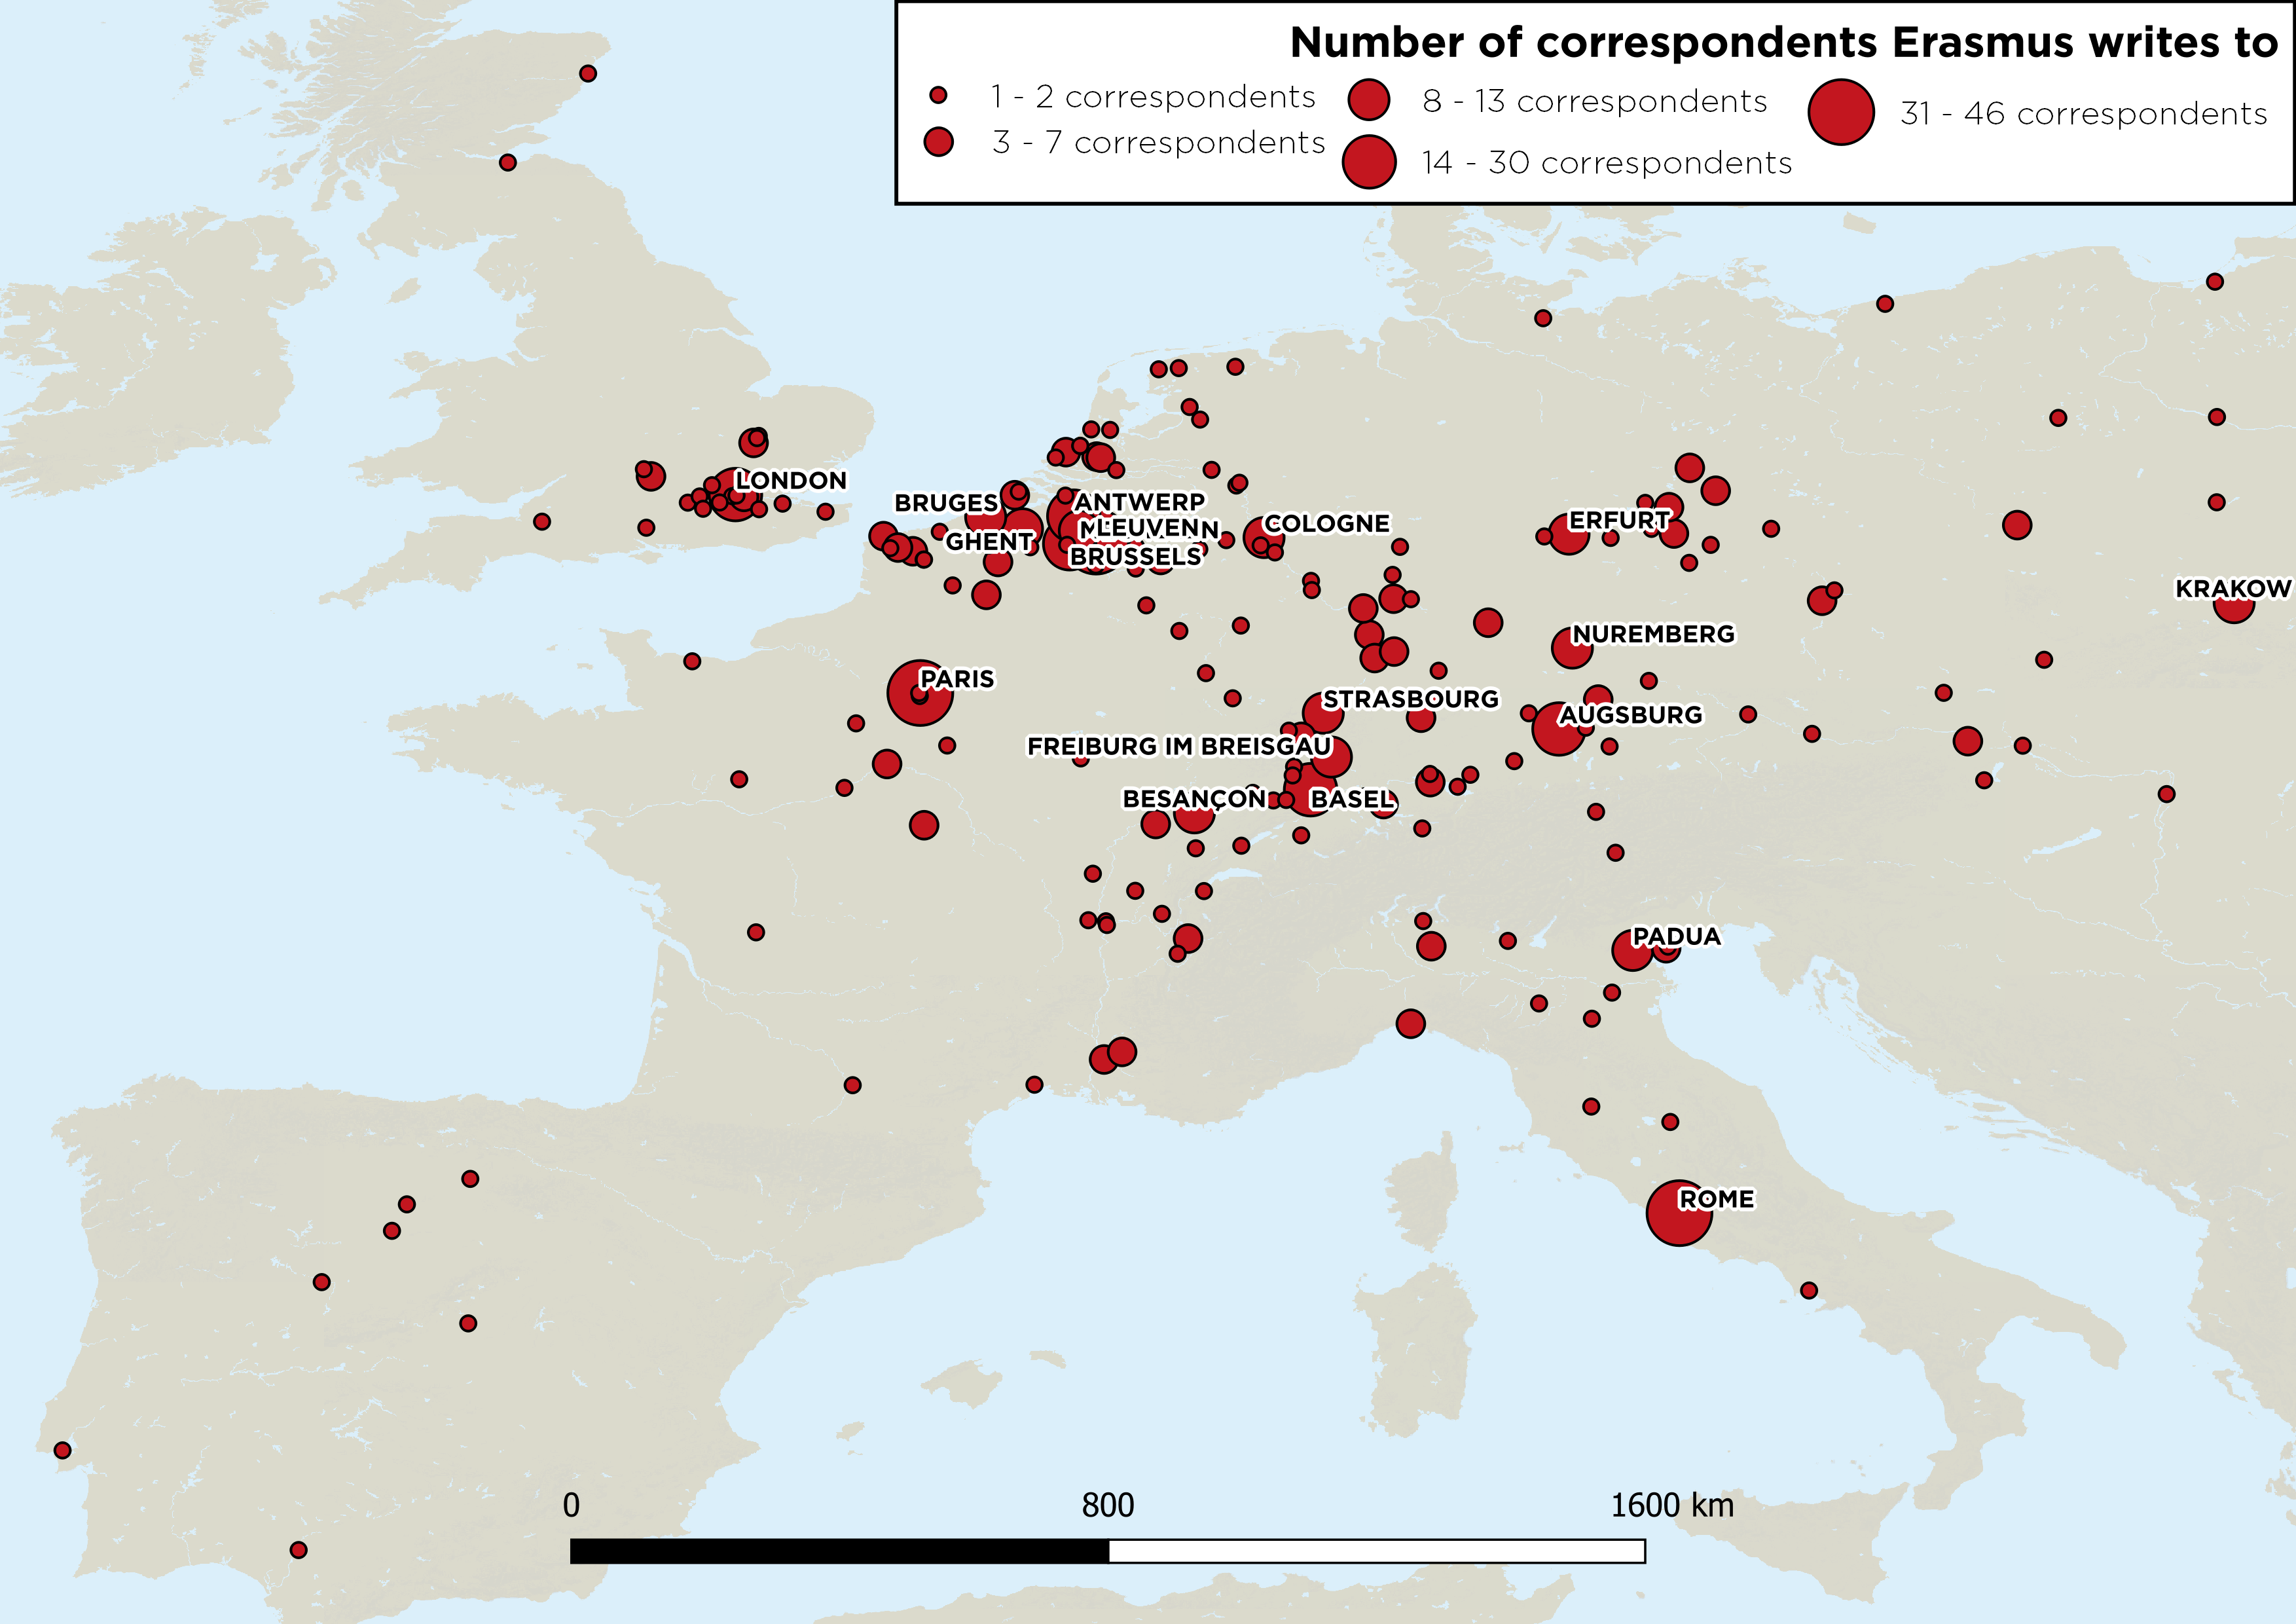 Number of correspondents Erasmus writes to
1 - 2 correspondents
3 - 7 correspondents
8 - 13 correspondents
14 - 30 correspondents
31 - 46 correspondents
LONDON
BRUGES
ANTWERP
LEUVEN
GHENT
BRUSSELS
COLOGNE
ERFURT
KRAKOW
NUREMBERG
PARIS
STRASBOURG
AUGSBURG
FREIBURG IM BREISGAU
BESANÇON
BASEL
PADUA
ROME
0 800 1600 km